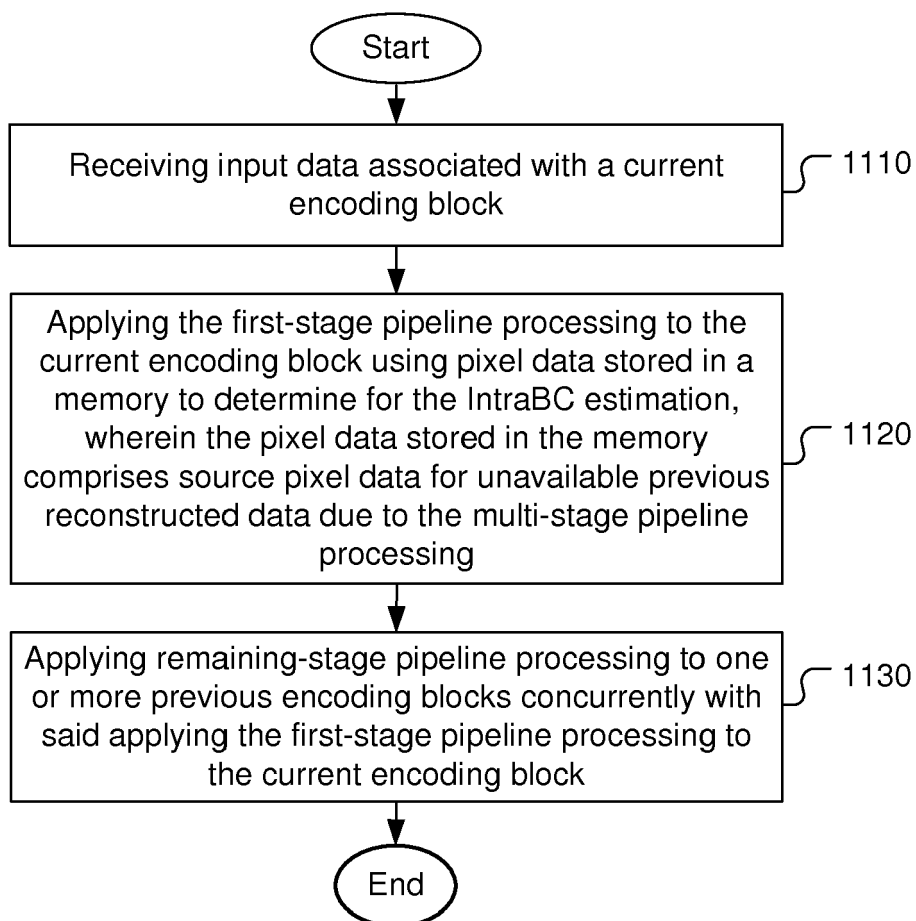 Start
Receiving input data associated with a current
encoding block
1110
Applying the first-stage pipeline processing to the
current encoding block using pixel data stored in a
memory to determine for the IntraBC estimation,
wherein the pixel data stored in the memory
comprises source pixel data for unavailable previous
reconstructed data due to the multi-stage pipeline
processing
1120
Applying remaining-stage pipeline processing to one
or more previous encoding blocks concurrently with
said applying the first-stage pipeline processing to
the current encoding block
1130
End